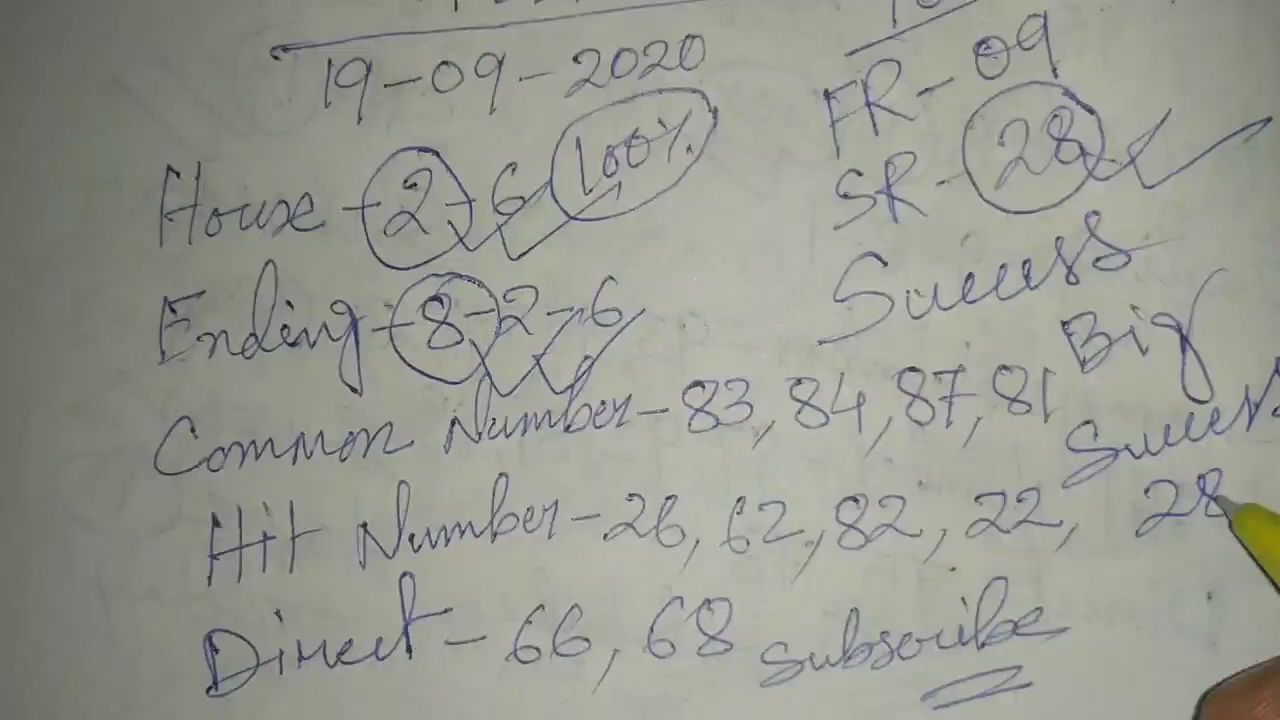 19-09-2020
FR-09
House-2-6 100%
SR-28
Ending-8-2-6
Success
Common Number-83,84,87,81
Big
Success
Hit Number-26,62,82,22, 28
Direct-66,68 Subscribe